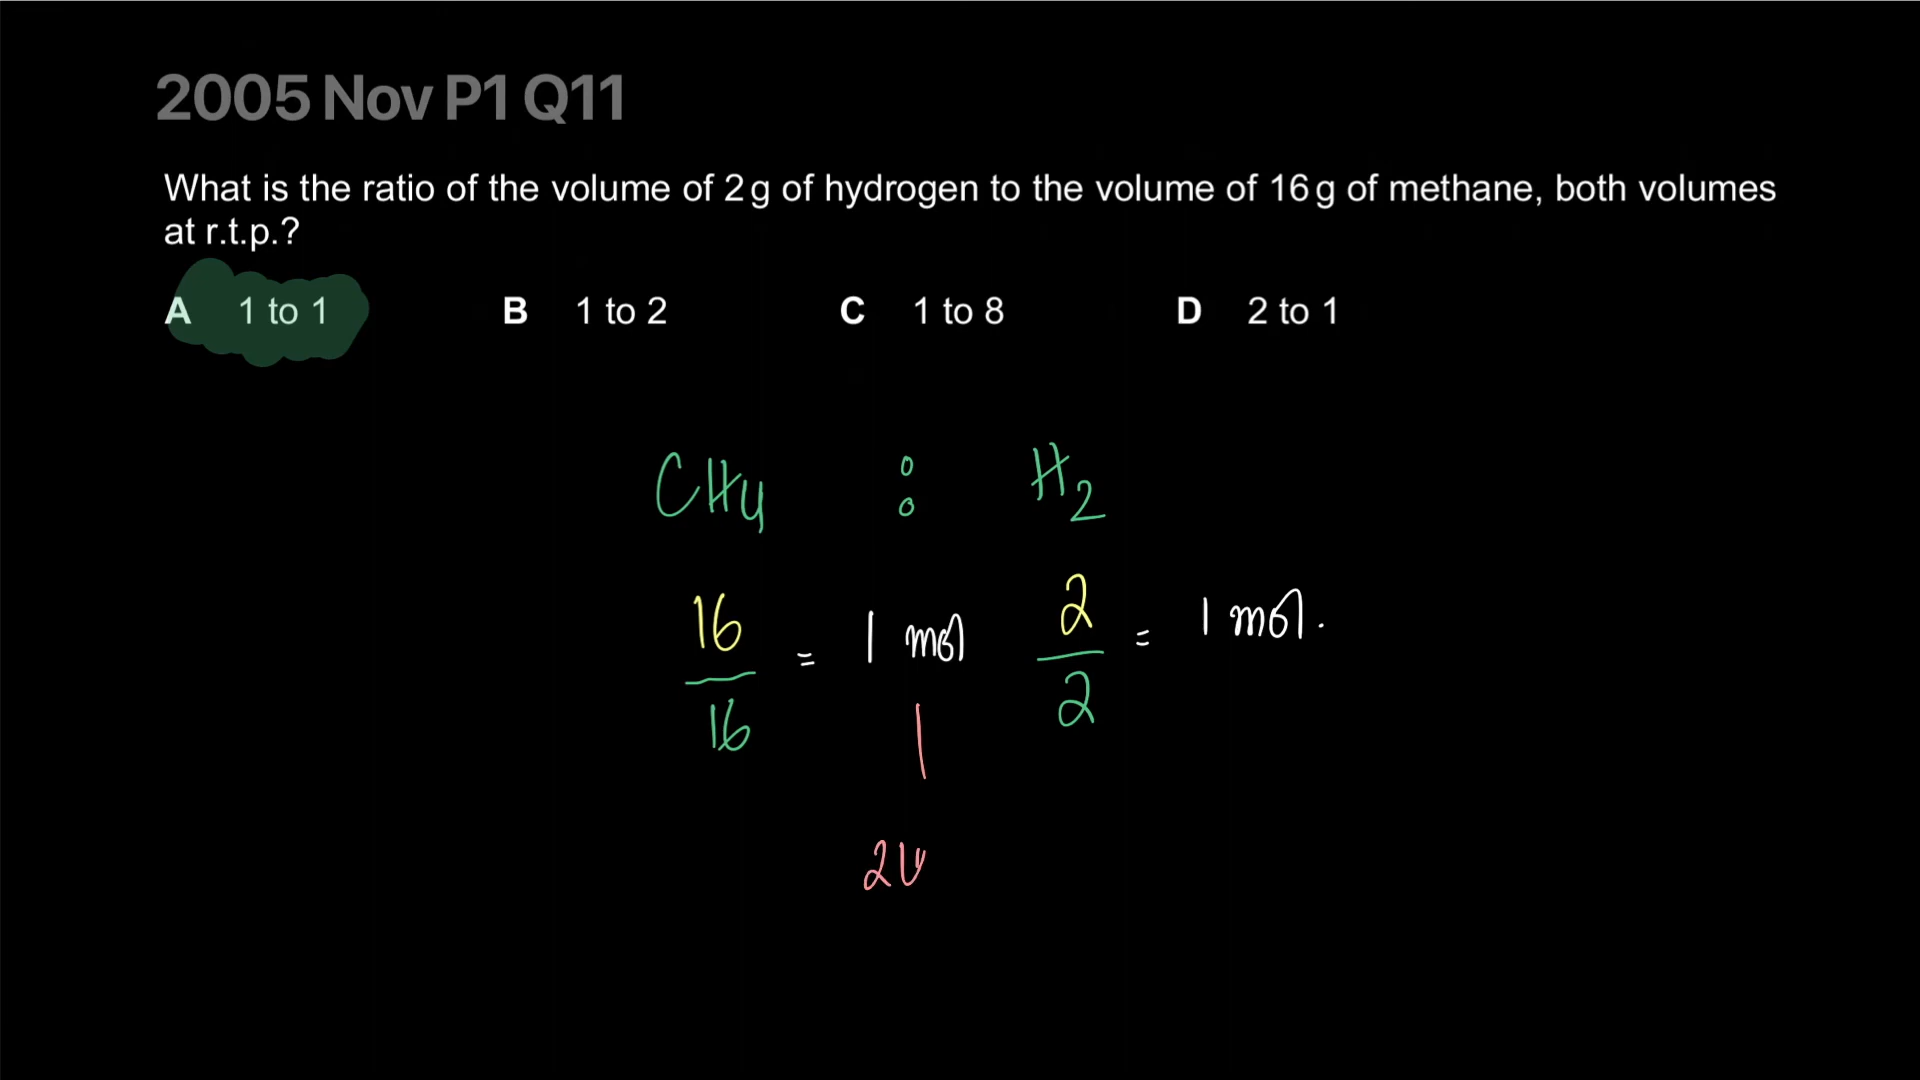 2005 Nov P1 Q11
What is the ratio of the volume of 2 g of hydrogen to the volume of 16 g of methane, both volumes
at r.t.p.?
A 1 to 1 B 1 to 2 C 1 to 8 D 2 to 1
CH4 : H2
16/16 = 1 mol 2/2 = 1 mol.